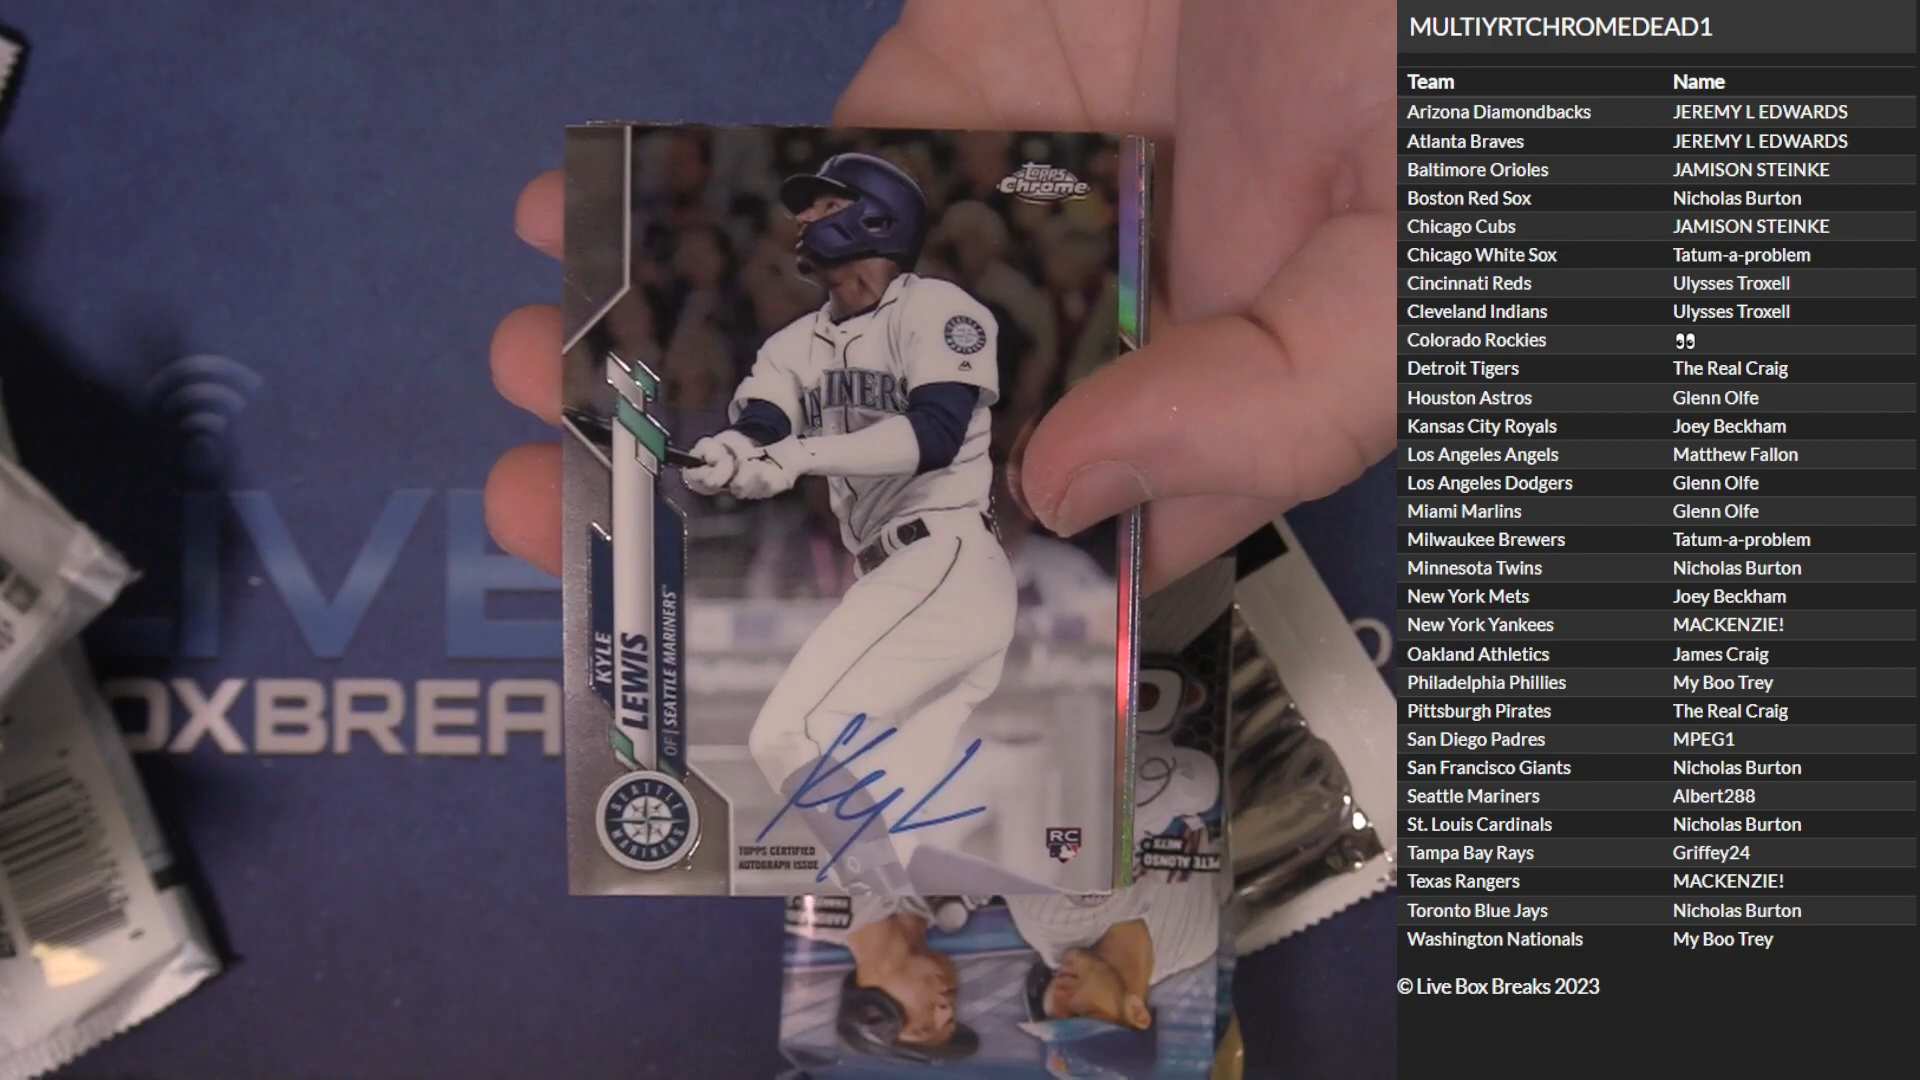 Topps
Chrome
MARINERS
KYLE
LEWIS
OF | SEATTLE MARINERS™
SEATTLE
MARINERS
TOPPS CERTIFIED
AUTOGRAPH ISSUE
RC
PETE ALONSO
METS
LIVE
OXBREA
MULTIYRTCHROMEDEAD1
Team Name
Arizona Diamondbacks JEREMY L EDWARDS
Atlanta Braves JEREMY L EDWARDS
Baltimore Orioles JAMISON STEINKE
Boston Red Sox Nicholas Burton
Chicago Cubs JAMISON STEINKE
Chicago White Sox Tatum-a-problem
Cincinnati Reds Ulysses Troxell
Cleveland Indians Ulysses Troxell
Colorado Rockies 👀
Detroit Tigers The Real Craig
Houston Astros Glenn Olfe
Kansas City Royals Joey Beckham
Los Angeles Angels Matthew Fallon
Los Angeles Dodgers Glenn Olfe
Miami Marlins Glenn Olfe
Milwaukee Brewers Tatum-a-problem
Minnesota Twins Nicholas Burton
New York Mets Joey Beckham
New York Yankees MACKENZIE!
Oakland Athletics James Craig
Philadelphia Phillies My Boo Trey
Pittsburgh Pirates The Real Craig
San Diego Padres MPEG1
San Francisco Giants Nicholas Burton
Seattle Mariners Albert288
St. Louis Cardinals Nicholas Burton
Tampa Bay Rays Griffey24
Texas Rangers MACKENZIE!
Toronto Blue Jays Nicholas Burton
Washington Nationals My Boo Trey
© Live Box Breaks 2023